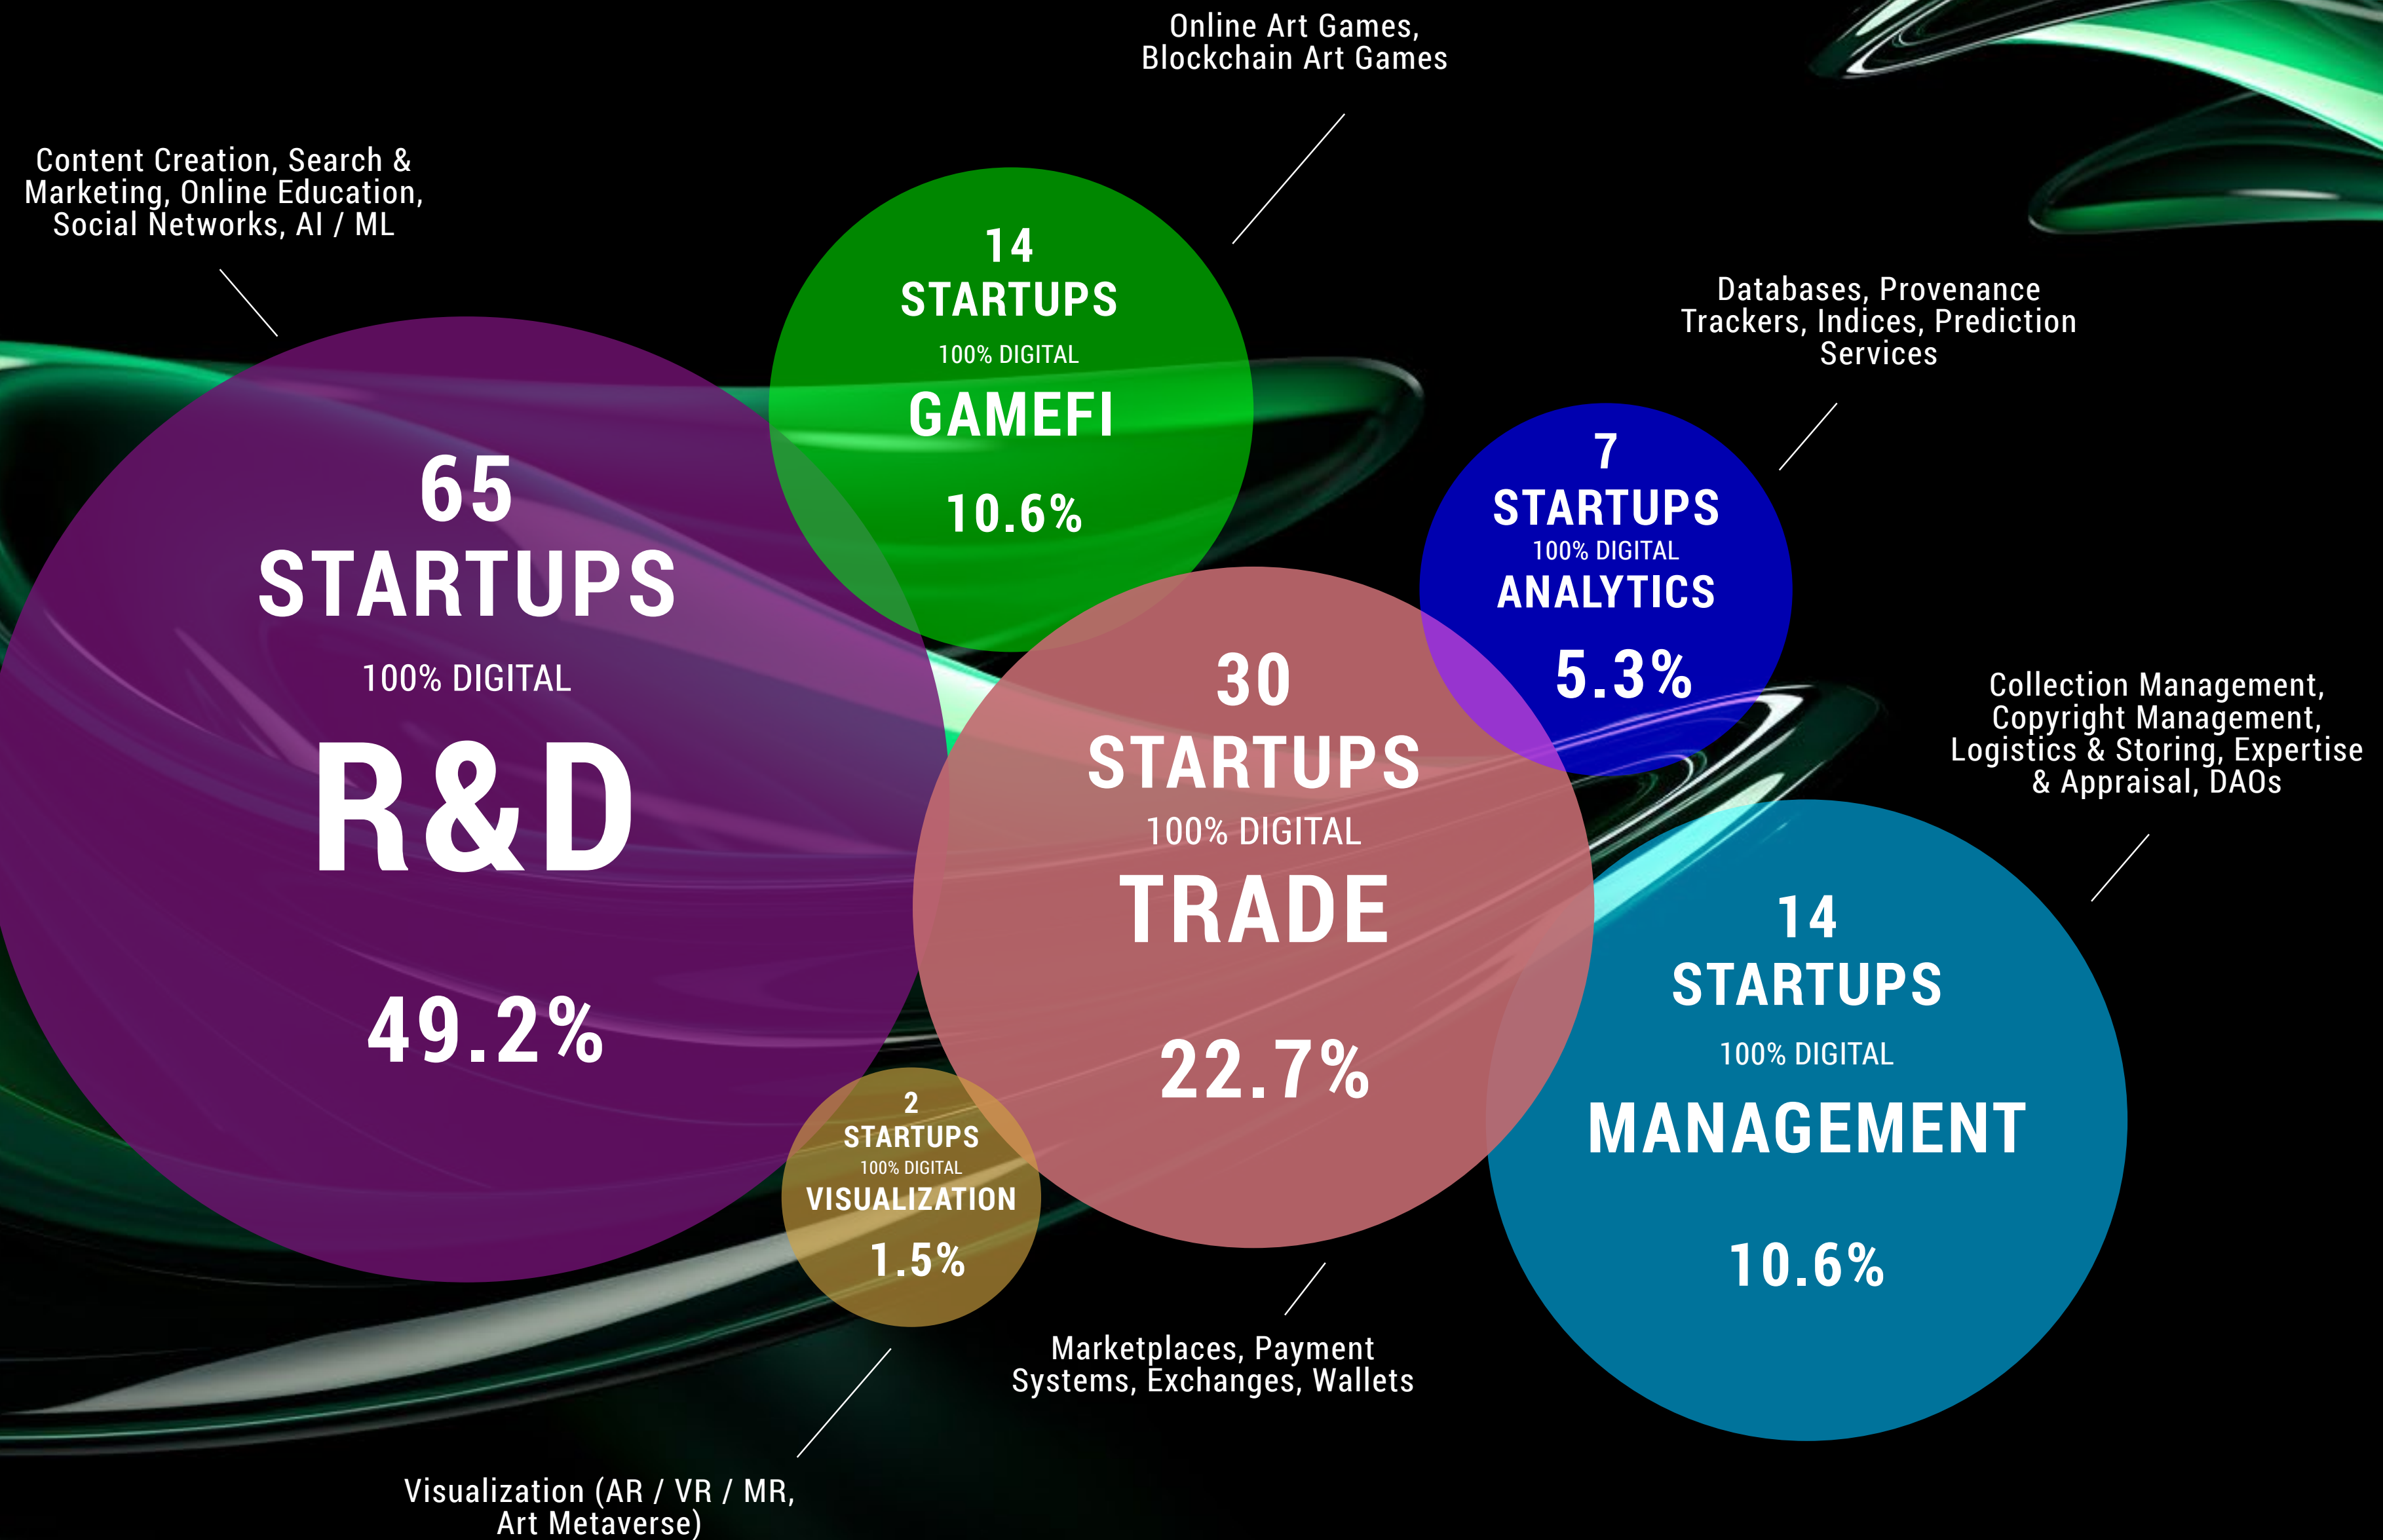 Online Art Games,
Blockchain Art Games
Content Creation, Search &
Marketing, Online Education,
Social Networks, AI / ML
14
STARTUPS
100% DIGITAL
GAMEFI
10.6%
Databases, Provenance
Trackers, Indices, Prediction
Services
65
STARTUPS
100% DIGITAL
R&D
49.2%
7
STARTUPS
100% DIGITAL
ANALYTICS
5.3%
30
STARTUPS
100% DIGITAL
TRADE
22.7%
Collection Management,
Copyright Management,
Logistics & Storing, Expertise
& Appraisal, DAOs
14
STARTUPS
100% DIGITAL
MANAGEMENT
10.6%
2
STARTUPS
100% DIGITAL
VISUALIZATION
1.5%
Marketplaces, Payment
Systems, Exchanges, Wallets
Visualization (AR / VR / MR,
Art Metaverse)